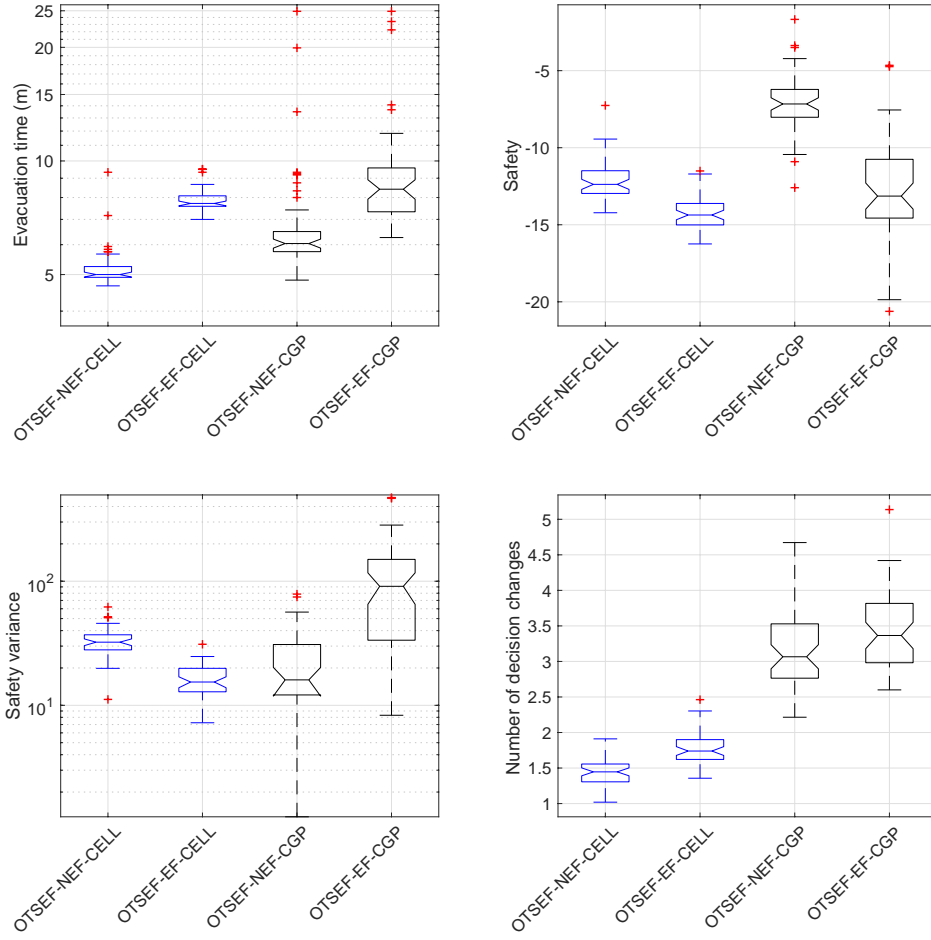 25
20
15
10
5
Evacuation time (m)
OTSEF-NEF-CELL
OTSEF-EF-CELL
OTSEF-NEF-CGP
OTSEF-EF-CGP
-5
-10
-15
-20
Safety
OTSEF-NEF-CELL
OTSEF-EF-CELL
OTSEF-NEF-CGP
OTSEF-EF-CGP
10^2
10^1
Safety variance
OTSEF-NEF-CELL
OTSEF-EF-CELL
OTSEF-NEF-CGP
OTSEF-EF-CGP
5
4.5
4
3.5
3
2.5
2
1.5
1
Number of decision changes
OTSEF-NEF-CELL
OTSEF-EF-CELL
OTSEF-NEF-CGP
OTSEF-EF-CGP